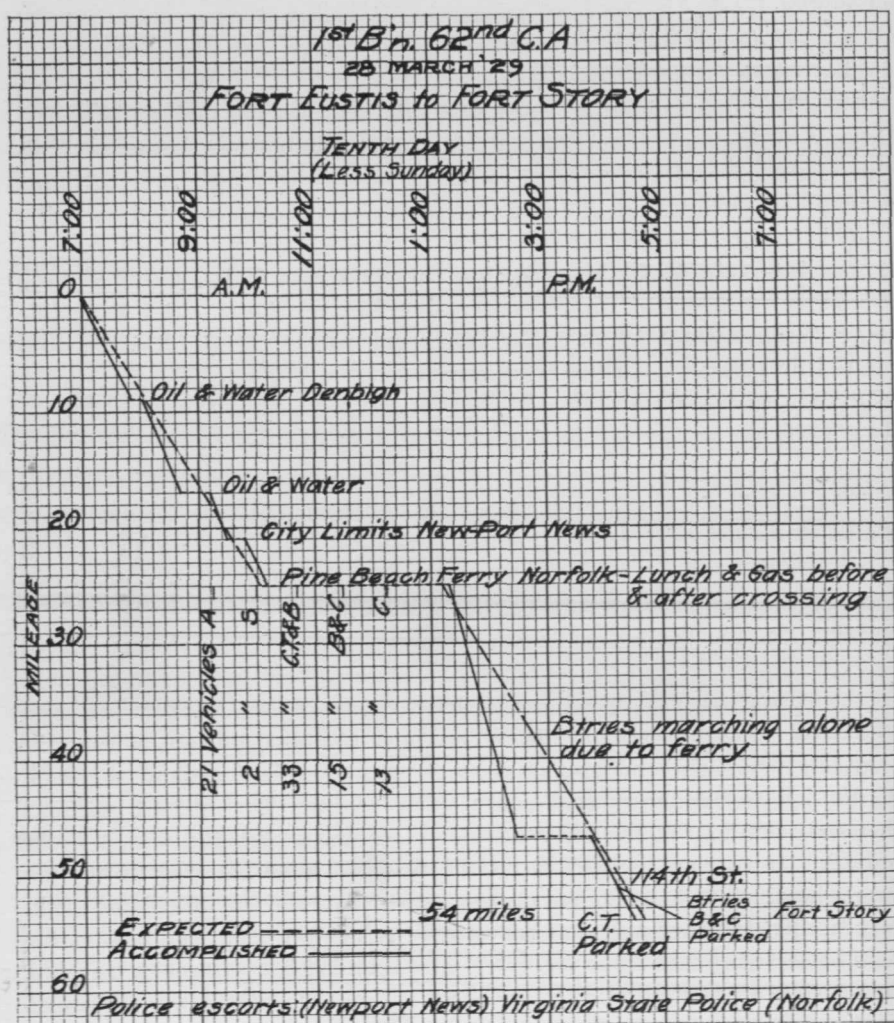 1st B'n. 62nd C.A
28 MARCH '29
FORT EUSTIS to FORT STORY
TENTH DAY
(Less Sunday)
7:00 9:00 11:00 1:00 3:00 5:00 7:00
A.M. P.M.
0
Oil & Water Denbigh
10
Oil & Water
20
City Limits New-Port News
Pine Beach Ferry Norfolk-Lunch & Gas before
& after crossing
MILEAGE
30
21 Vehicles A
2 " S
33 " CT&B
15 " B&C
13 " C
Btries marching alone
due to ferry
40
50
114th St.
Btries
B&C
Parked
Fort Story
C.T.
Parked
54 miles
EXPECTED
ACCOMPLISHED
60
Police escorts:(Newport News) Virginia State Police (Norfolk)